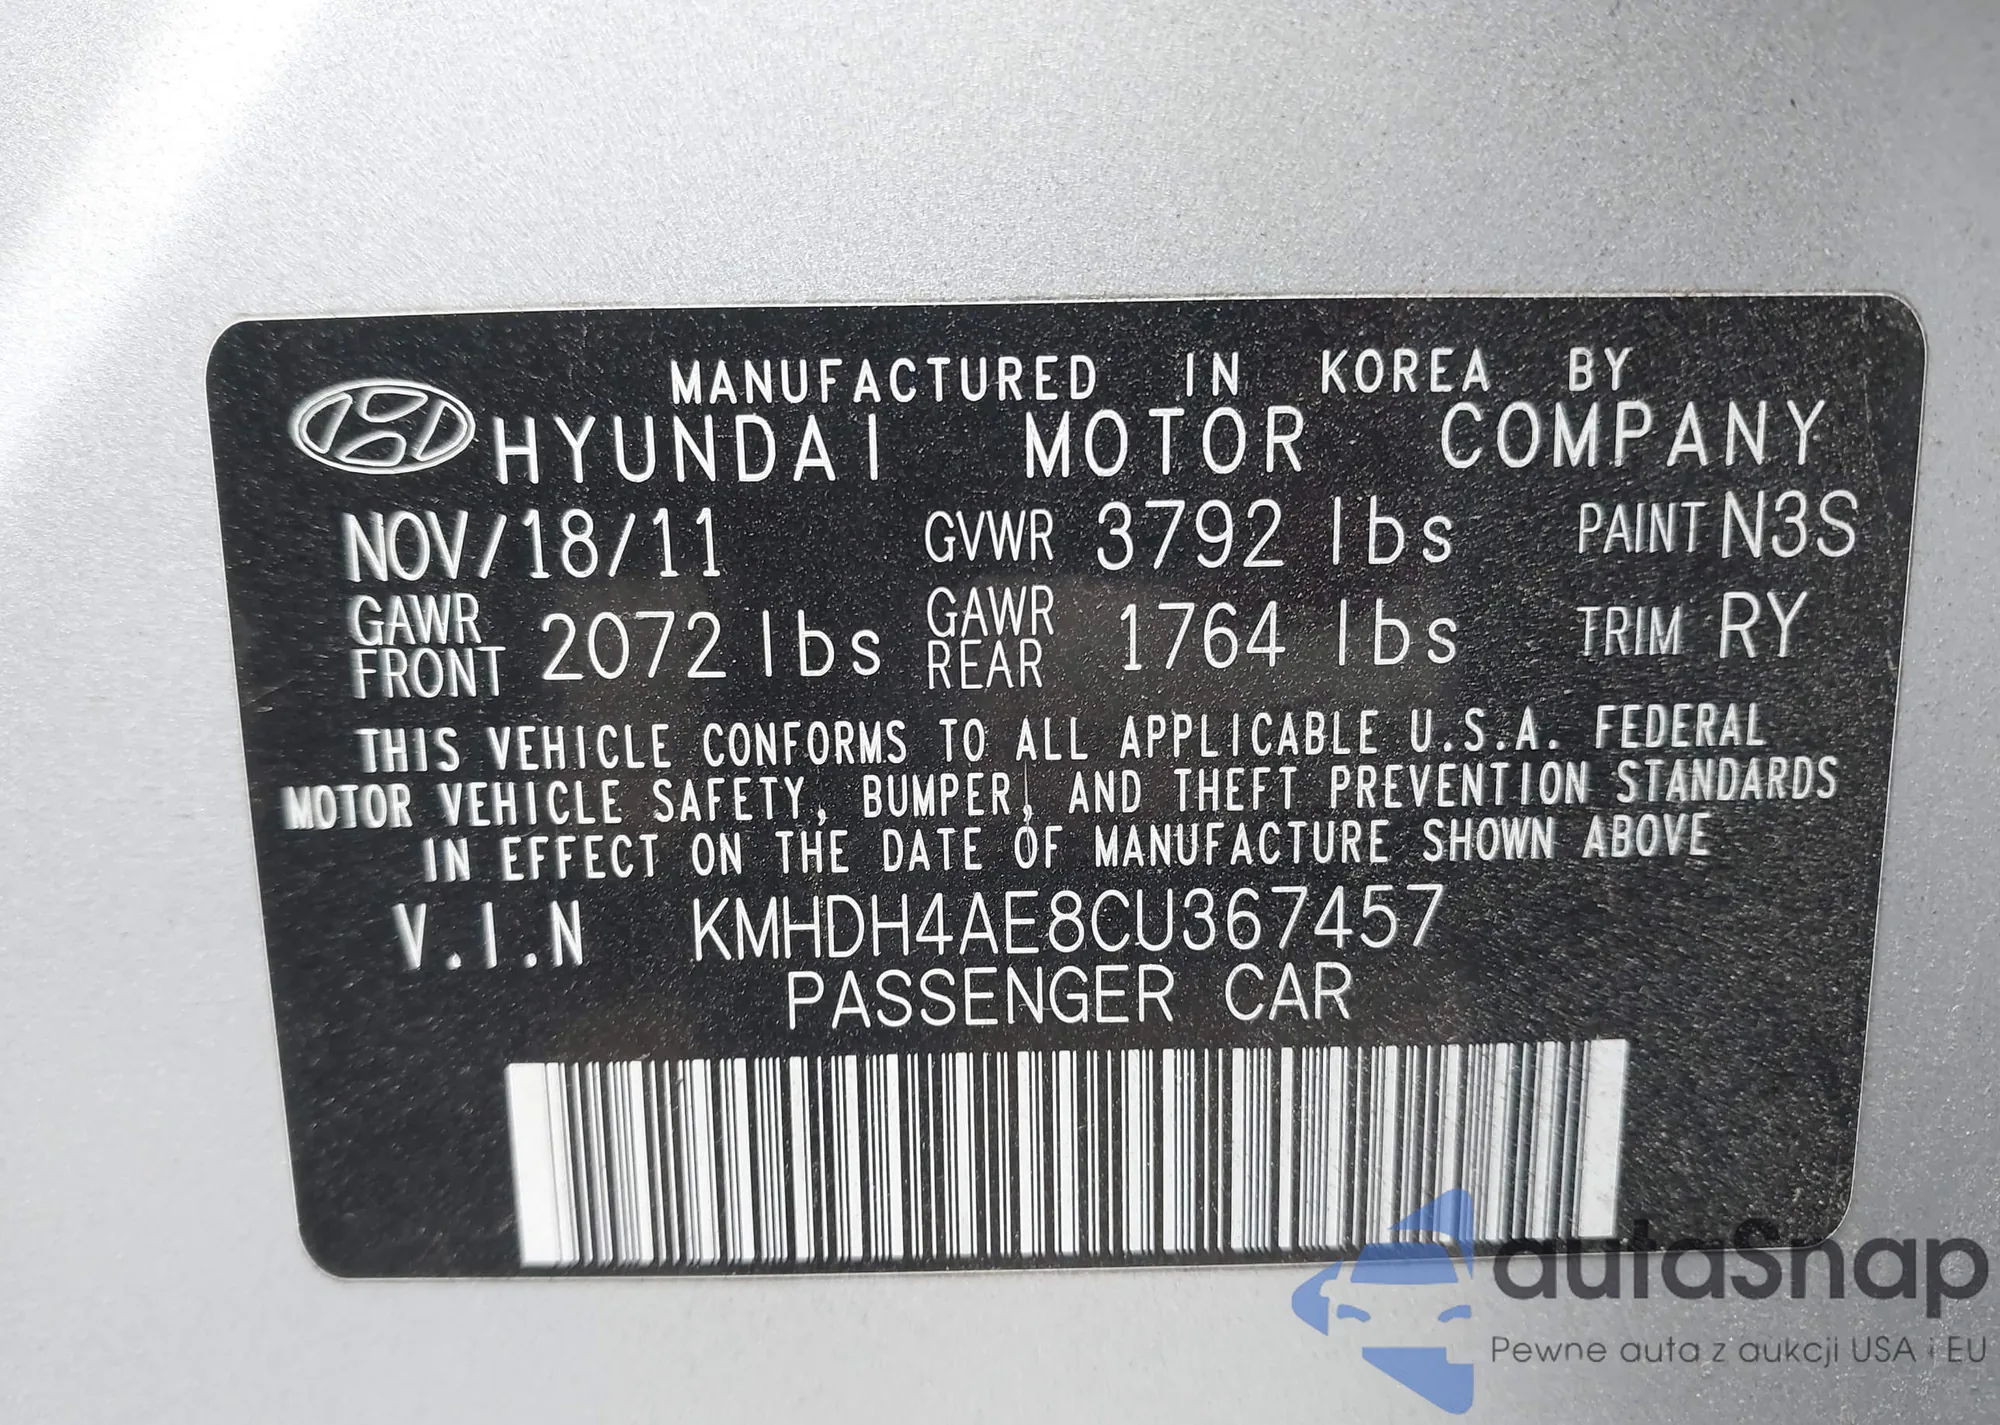 MANUFACTURED IN KOREA BY
HYUNDAI MOTOR COMPANY
NOV/18/11 GVWR 3792 lbs PAINT N3S
GAWR FRONT 2072 lbs GAWR REAR 1764 lbs TRIM RY
THIS VEHICLE CONFORMS TO ALL APPLICABLE U.S.A. FEDERAL
MOTOR VEHICLE SAFETY, BUMPER, AND THEFT PREVENTION STANDARDS
IN EFFECT ON THE DATE OF MANUFACTURE SHOWN ABOVE
V.I.N KMHDH4AE8CU367457
PASSENGER CAR
autaSnap
Pewne auta z aukcji USA i EU